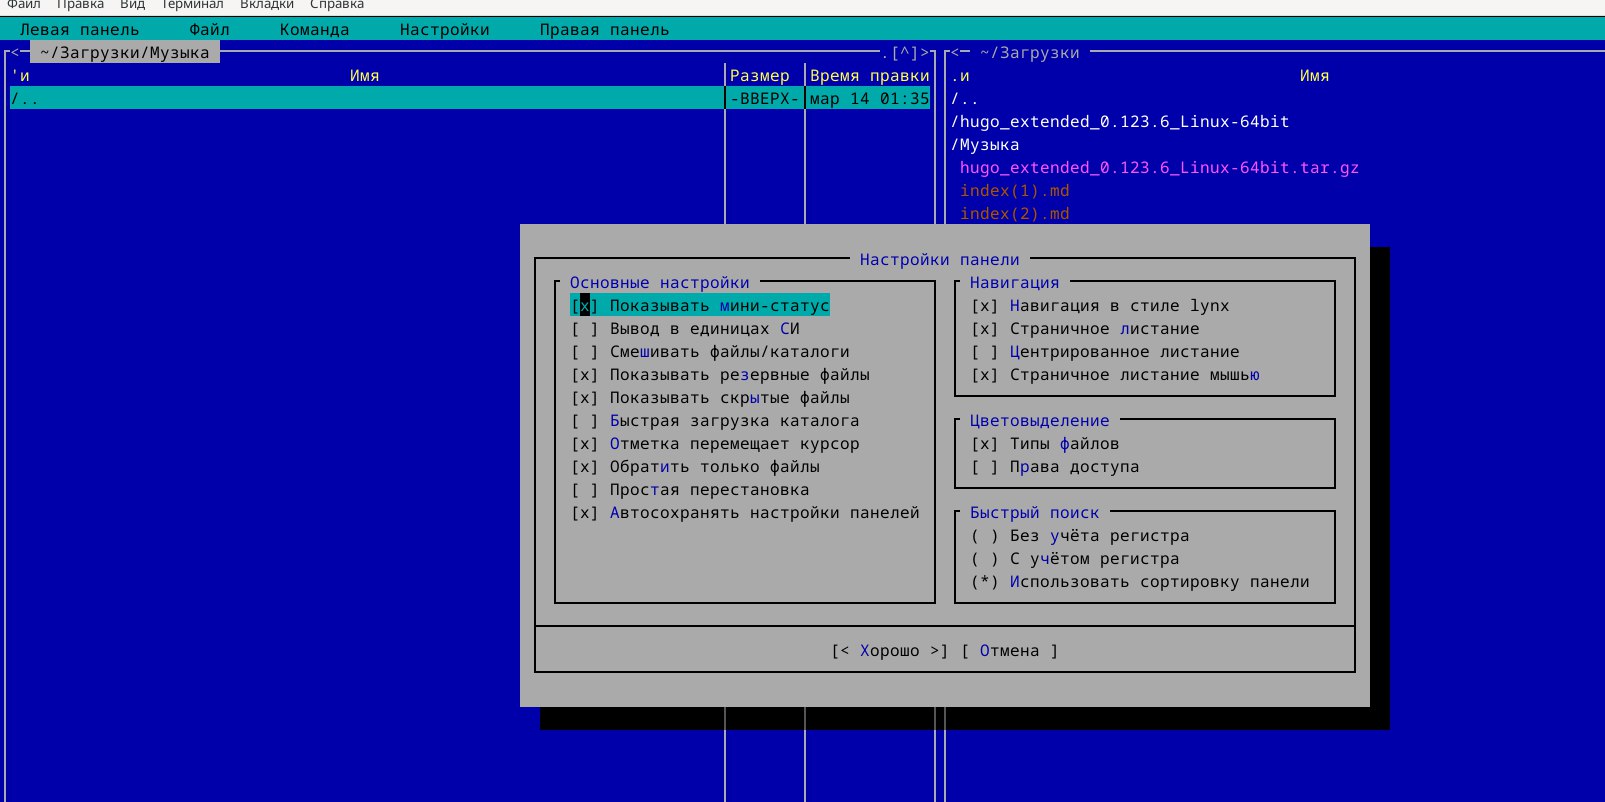 Файл Правка Вид Терминал Вкладки Справка
Левая панель Файл Команда Настройки Правая панель
<- ~/Загрузки/Музыка .[^]>
'и Имя Размер Время правки
/.. -ВВЕРХ- мар 14 01:35
<- ~/Загрузки
.и Имя
/..
/hugo_extended_0.123.6_Linux-64bit
/Музыка
hugo_extended_0.123.6_Linux-64bit.tar.gz
index(1).md
index(2).md
Настройки панели
Основные настройки
[x] Показывать мини-статус
[ ] Вывод в единицах СИ
[ ] Смешивать файлы/каталоги
[x] Показывать резервные файлы
[x] Показывать скрытые файлы
[ ] Быстрая загрузка каталога
[x] Отметка перемещает курсор
[x] Обратить только файлы
[ ] Простая перестановка
[x] Автосохранять настройки панелей
Навигация
[x] Навигация в стиле lynx
[x] Страничное листание
[ ] Центрированное листание
[x] Страничное листание мышью
Цветовыделение
[x] Типы файлов
[ ] Права доступа
Быстрый поиск
( ) Без учёта регистра
( ) С учётом регистра
(*) Использовать сортировку панели
[< Хорошо >] [ Отмена ]